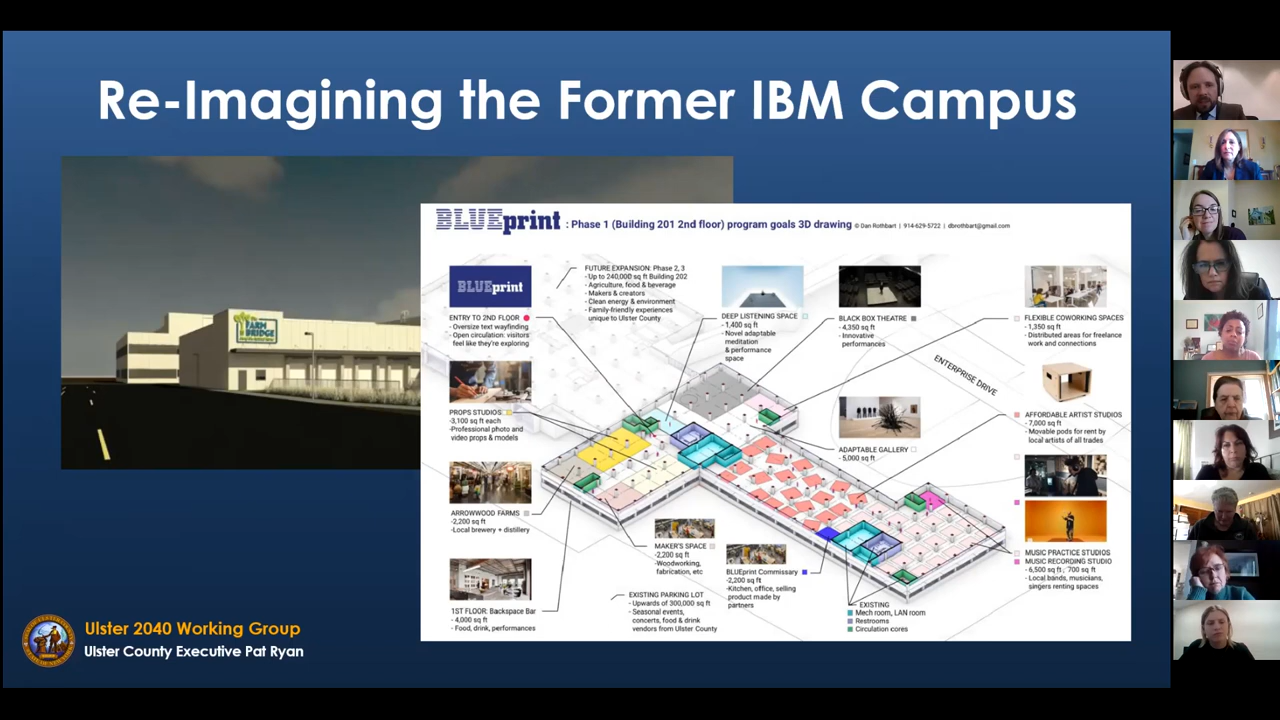 Re-Imagining the Former IBM Campus
FARM
BRIDGE
BLUEprint : Phase 1 (Building 201 2nd floor) program goals 3D drawing © Dan Rothbart | 914-629-5722 | dbrothbart@gmail.com
BLUEprint
ENTRY TO 2ND FLOOR
- Oversize text wayfinding
- Open circulation: visitors
feel like they're exploring
FUTURE EXPANSION: Phase 2, 3
- Up to 240,000 sq ft Building 202
- Agriculture, food & beverage
- Makers & creators
- Clean energy & environment
- Family-friendly experiences
unique to Ulster County
DEEP LISTENING SPACE
- 1,400 sq ft
- Novel adaptable
meditation
& performance
space
BLACK BOX THEATRE
- 4,350 sq ft
- Innovative
performances
FLEXIBLE COWORKING SPACES
- 1,350 sq ft
- Distributed areas for freelance
work and connections
ENTERPRISE DRIVE
PROPS STUDIOS
-3,100 sq ft each
-Professional photo and
video props & models
ADAPTABLE GALLERY
- 5,000 sq ft
AFFORDABLE ARTIST STUDIOS
- 7,000 sq ft
- Movable pods for rent by
local artists of all trades
ARROWWOOD FARMS
-2,200 sq ft
-Local brewery + distillery
MAKER'S SPACE
-2,200 sq ft
-Woodworking,
fabrication, etc
BLUEprint Commissary
-2,200 sq ft
-Kitchen, office, selling
product made by
partners
MUSIC PRACTICE STUDIOS
MUSIC RECORDING STUDIO
- 6,500 sq ft, 700 sq ft
- Local bands, musicians,
singers renting spaces
1ST FLOOR: Backspace Bar
- 4,000 sq ft
- Food, drink, performances
EXISTING PARKING LOT
- Upwards of 300,000 sq ft
- Seasonal events,
concerts, food & drink
vendors from Ulster County
EXISTING
Mech room, LAN room
Restrooms
Circulation cores
Ulster 2040 Working Group
Ulster County Executive Pat Ryan